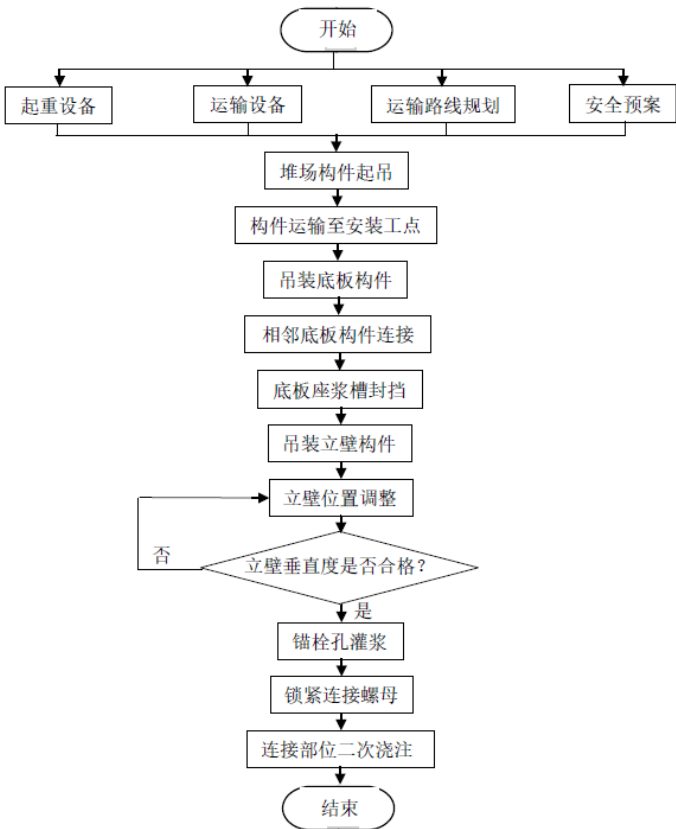 开始
起重设备
运输设备
运输路线规划
安全预案
堆场构件起吊
构件运输至安装工点
吊装底板构件
相邻底板构件连接
底板座浆槽封挡
吊装立壁构件
立壁位置调整
否
立壁垂直度是否合格？
是
锚栓孔灌浆
锁紧连接螺母
连接部位二次浇注
结束